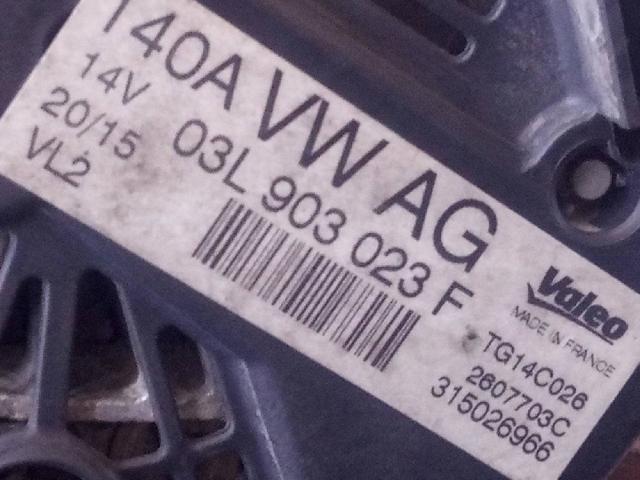 140A VW AG
14V 03L 903 023 F
20/15
VL2
Valeo
MADE IN FRANCE
TG14C026
2607703C
315026966